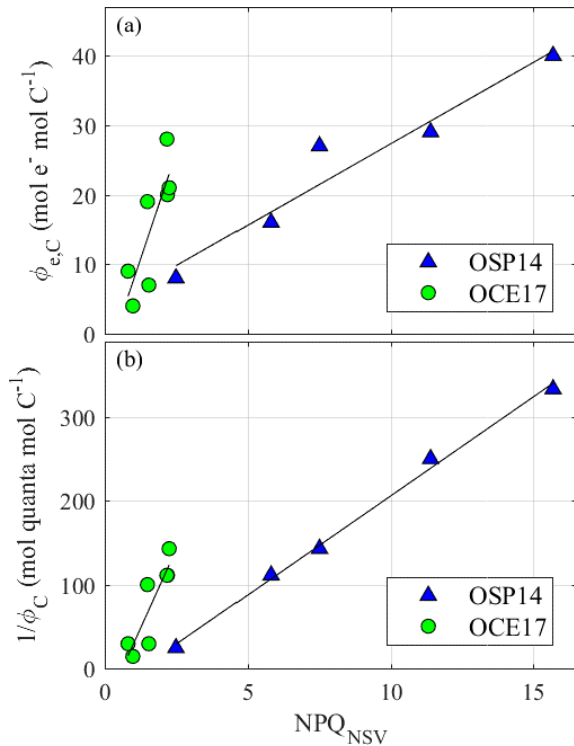 (a)
40
30
20
10
0
ϕe,C (mol e- mol C-1)
OSP14
OCE17
(b)
300
200
100
0
1/ϕC (mol quanta mol C-1)
OSP14
OCE17
0 5 10 15
NPQNSV